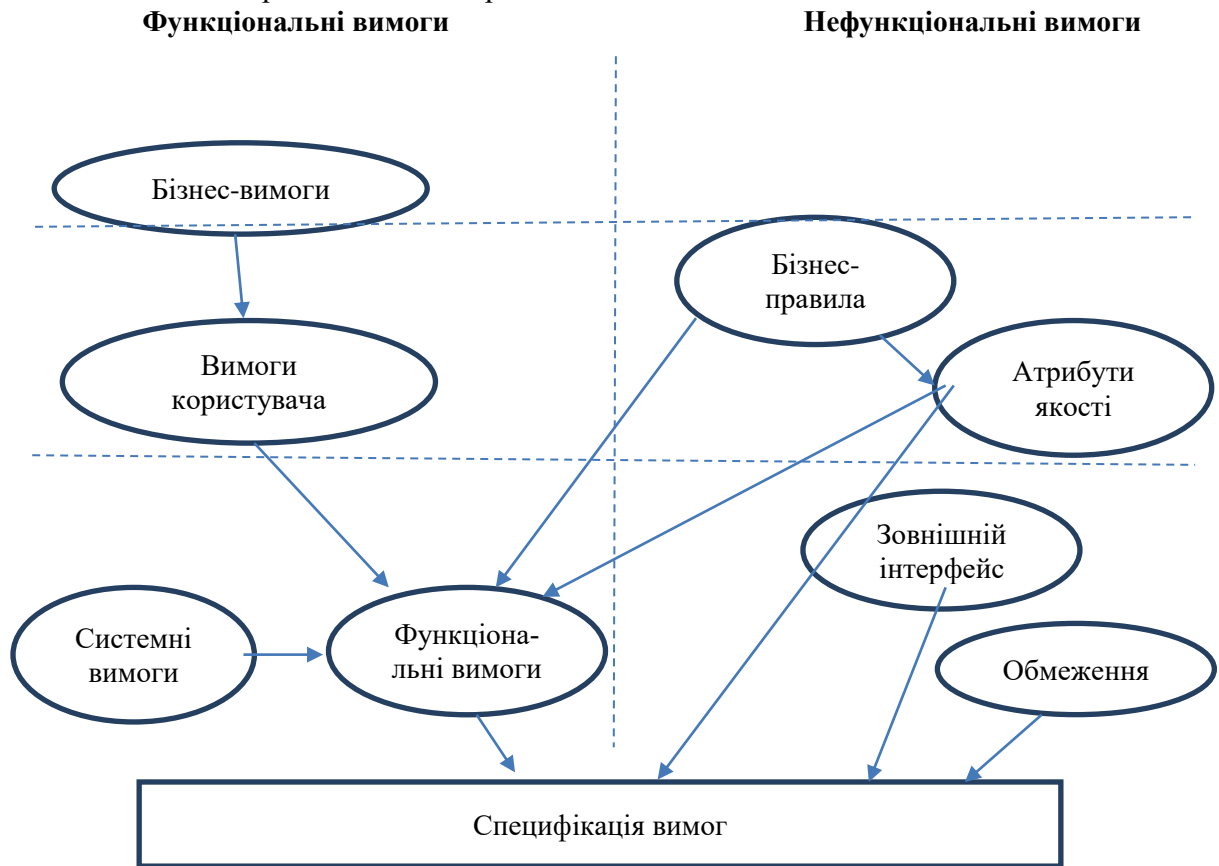 Функціональні вимоги
Нефункціональні вимоги
Бізнес-вимоги
Бізнес-
правила
Вимоги
користувача
Атрибути
якості
Зовнішній
інтерфейс
Системні
вимоги
Функціона-
льні вимоги
Обмеження
Специфікація вимог